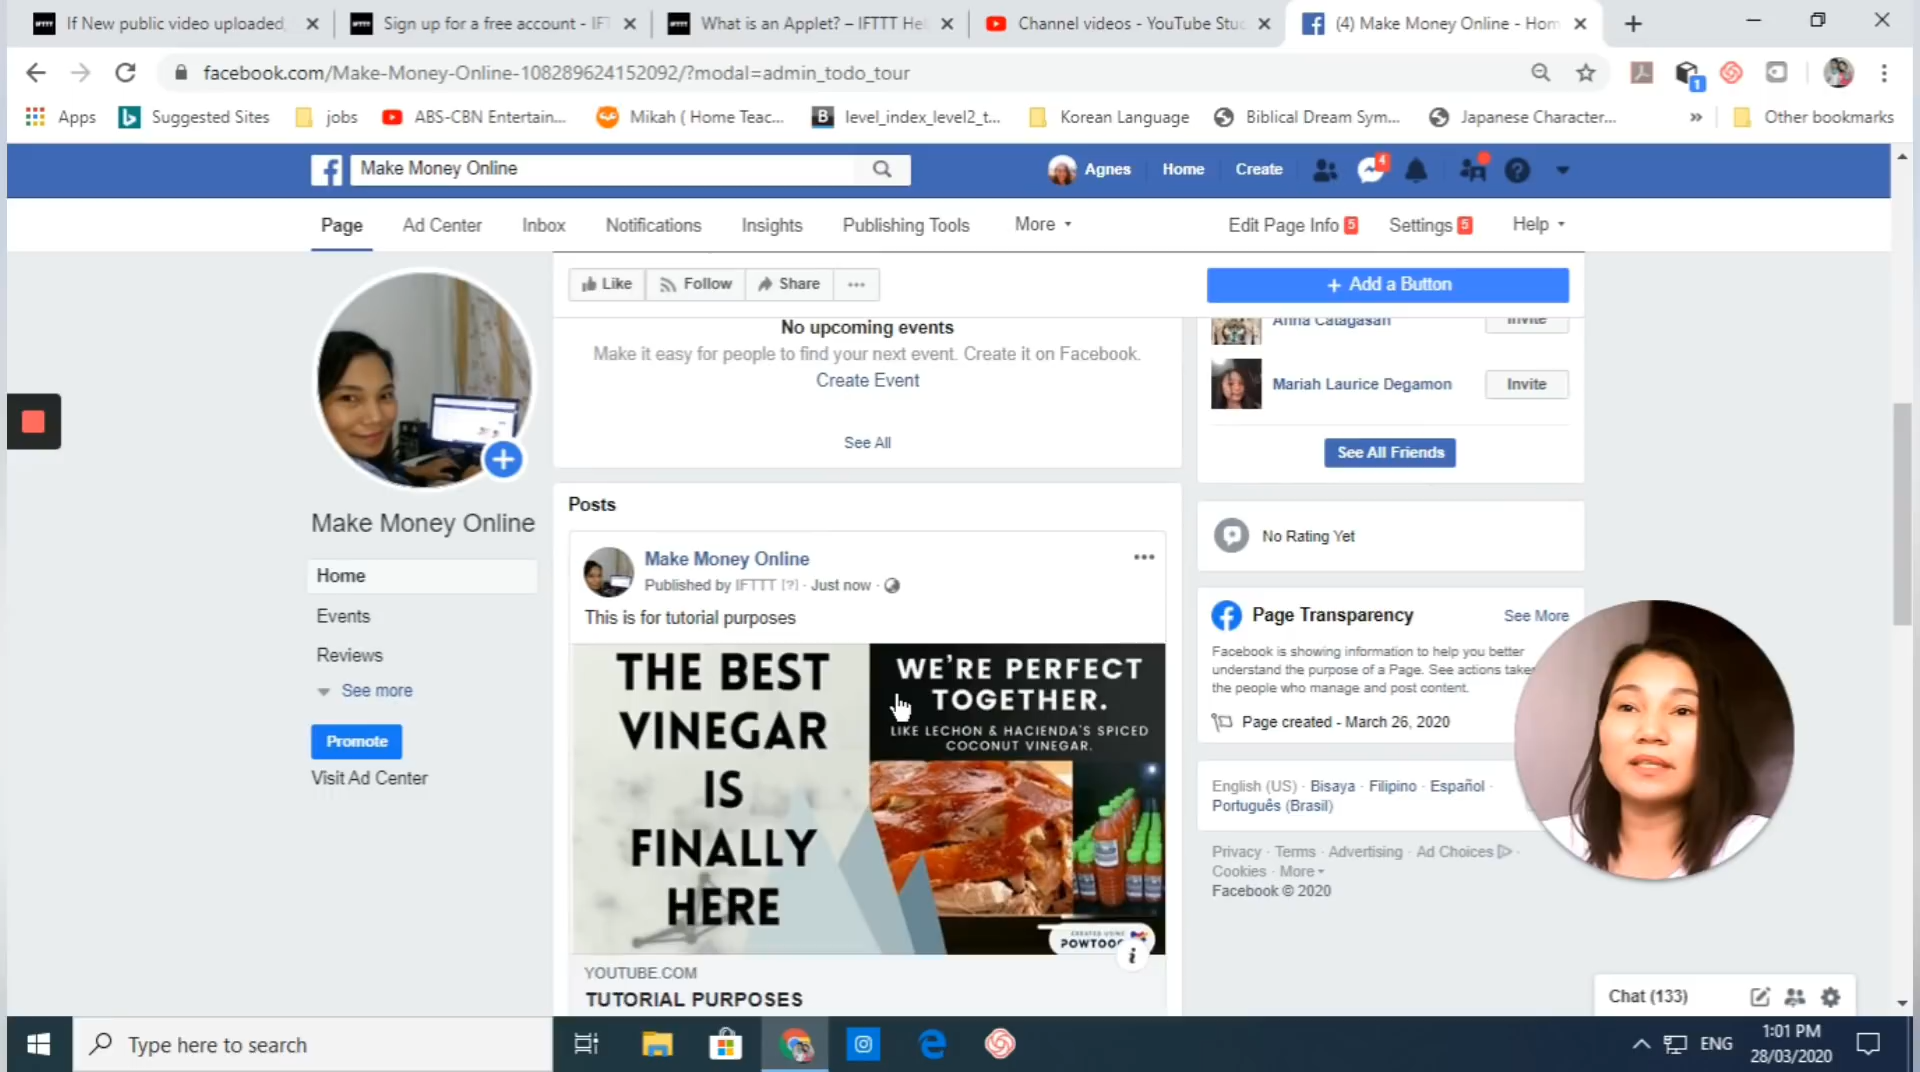 If New public video uploaded,
Sign up for a free account - IFT
What is an Applet? – IFTTT Hel
Channel videos - YouTube Stud
(4) Make Money Online - Hom
facebook.com/Make-Money-Online-108289624152092/?modal=admin_todo_tour
1
Apps
Suggested Sites
jobs
ABS-CBN Entertain...
Mikah ( Home Teac...
level_index_level2_t...
Korean Language
Biblical Dream Sym...
Japanese Character...
»
Other bookmarks
Make Money Online
Agnes
Home
Create
4
Page
Ad Center
Inbox
Notifications
Insights
Publishing Tools
More
Edit Page Info 5
Settings 5
Help
Like
Follow
Share
...
+ Add a Button
No upcoming events
Make it easy for people to find your next event. Create it on Facebook.
Create Event
See All
Anna Catagasan
Invite
Mariah Laurice Degamon
Invite
See All Friends
Make Money Online
Home
Events
Reviews
See more
Promote
Visit Ad Center
Posts
Make Money Online
Published by IFTTT [?] · Just now ·
This is for tutorial purposes
THE BEST
VINEGAR
IS
FINALLY
HERE
WE'RE PERFECT
TOGETHER.
LIKE LECHON & HACIENDA'S SPICED
COCONUT VINEGAR.
CREATED USING
POWTOON
YOUTUBE.COM
TUTORIAL PURPOSES
No Rating Yet
Page Transparency
See More
Facebook is showing information to help you better
understand the purpose of a Page. See actions taken
the people who manage and post content.
Page created - March 26, 2020
English (US) · Bisaya · Filipino · Español ·
Português (Brasil)
Privacy · Terms · Advertising · Ad Choices ·
Cookies · More
Facebook © 2020
Chat (133)
Type here to search
ENG
1:01 PM
28/03/2020